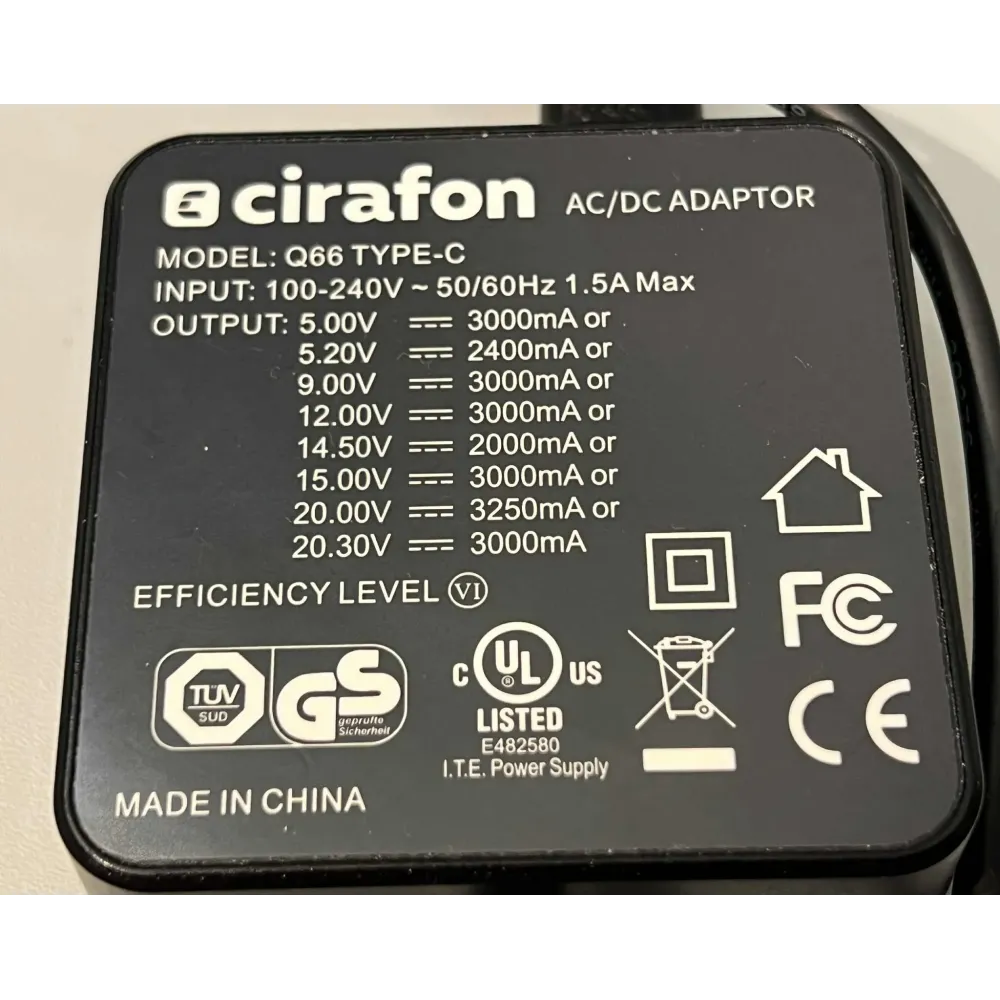 cirafon AC/DC ADAPTOR
MODEL: Q66 TYPE-C
INPUT: 100-240V ~ 50/60Hz 1.5A Max
OUTPUT: 5.00V ⎓ 3000mA or
5.20V ⎓ 2400mA or
9.00V ⎓ 3000mA or
12.00V ⎓ 3000mA or
14.50V ⎓ 2000mA or
15.00V ⎓ 3000mA or
20.00V ⎓ 3250mA or
20.30V ⎓ 3000mA
EFFICIENCY LEVEL VI
FC
TÜV
SUD
GS
geprufte
Sicherheit
C UL ® US
LISTED
E482580
I.T.E. Power Supply
CE
MADE IN CHINA